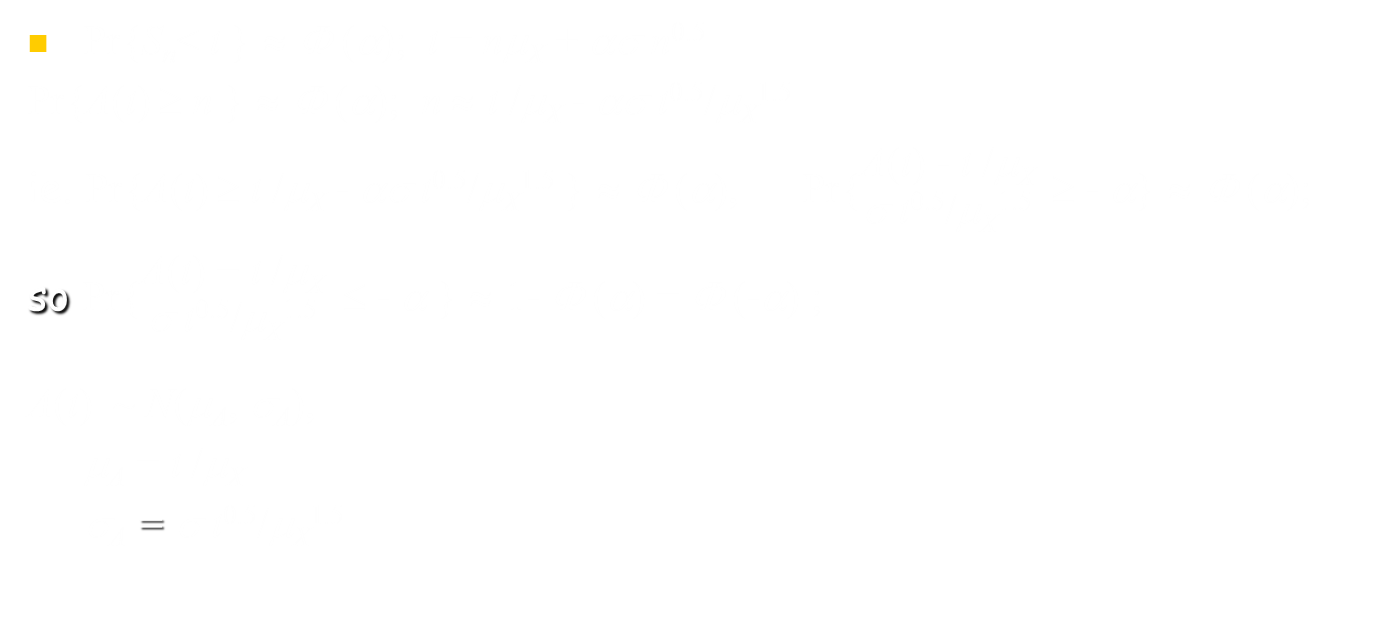 so
=